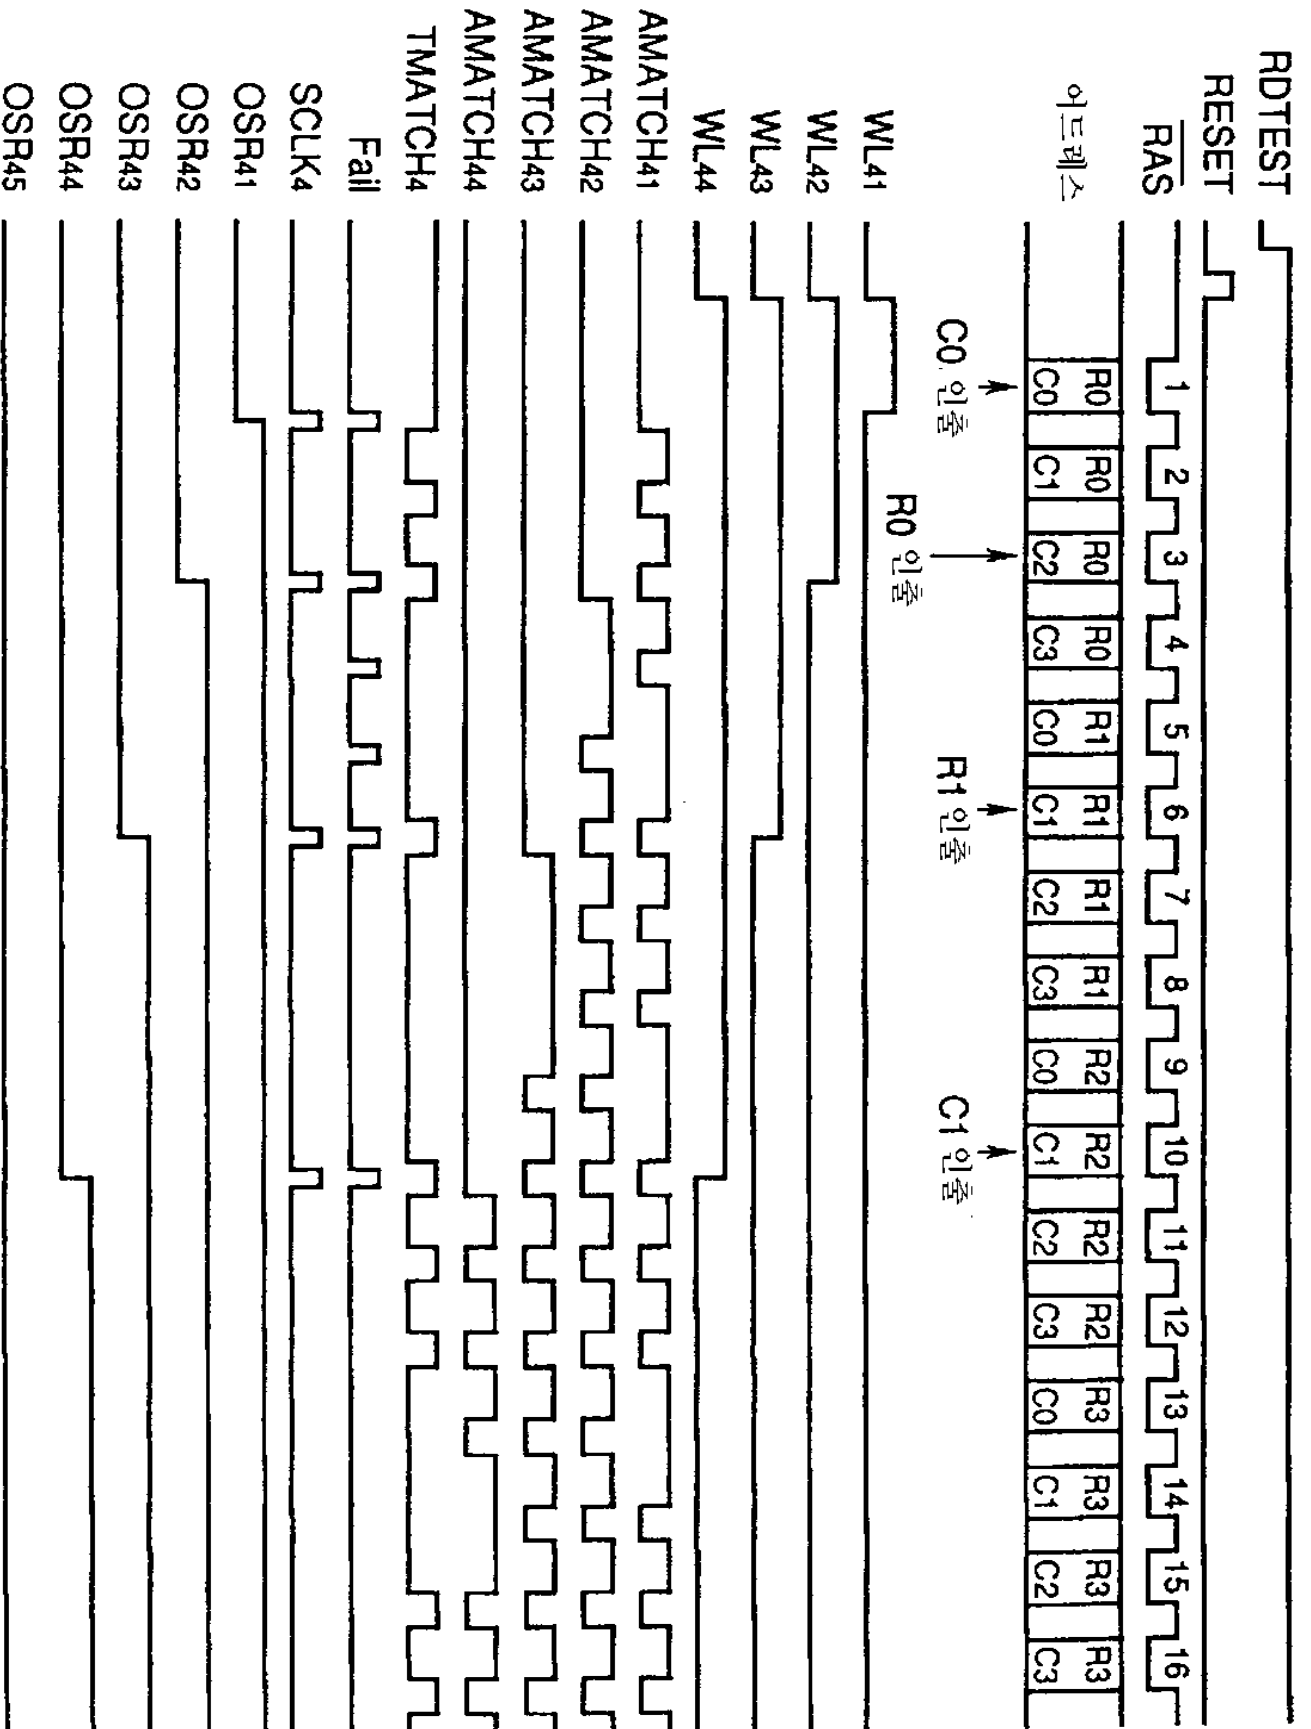 RDTEST
RESET
RAS
1 2 3 4 5 6 7 8 9 10 11 12 13 14 15 16
어드레스
R0 R0 R0 R0 R1 R1 R1 R1 R2 R2 R2 R2 R3 R3 R3 R3
C0 C1 C2 C3 C0 C1 C2 C3 C0 C1 C2 C3 C0 C1 C2 C3
C0 인출
R0 인출
R1 인출
C1 인출
WL41
WL42
WL43
WL44
AMATCH41
AMATCH42
AMATCH43
AMATCH44
TMATCH4
Fail
SCLK4
OSR41
OSR42
OSR43
OSR44
OSR45